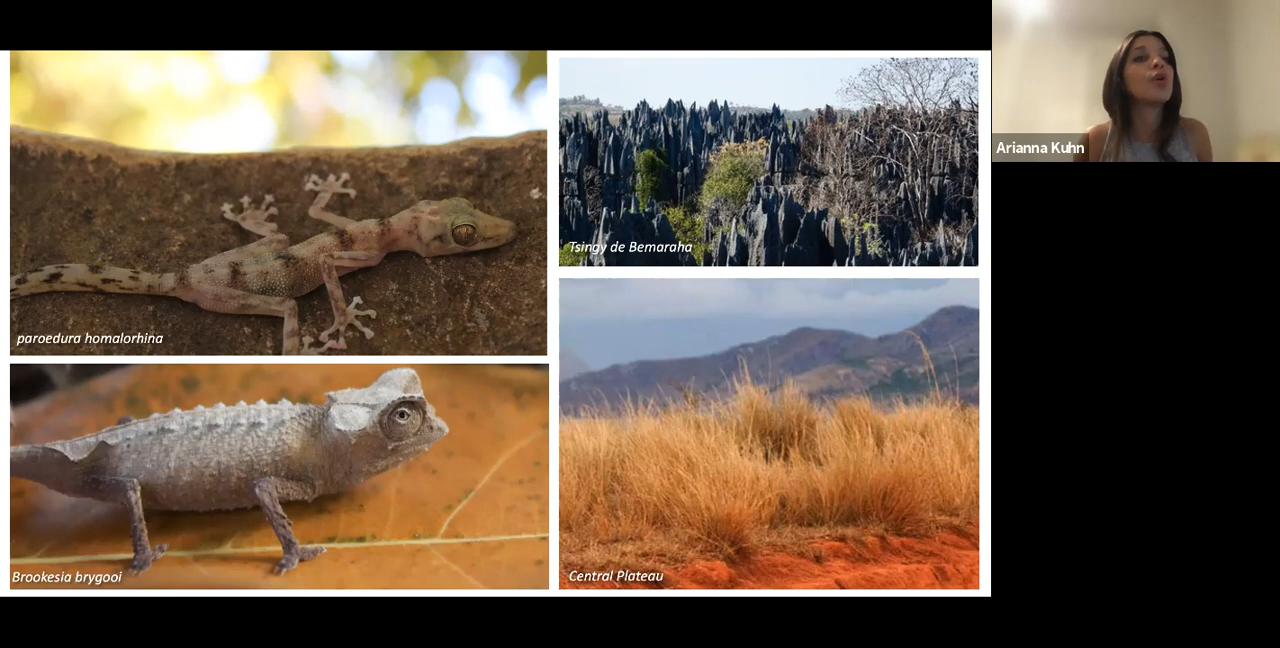 Arianna Kuhn
Tsingy de Bemaraha
paroedura homalorhina
Brookesia brygooi
Central Plateau